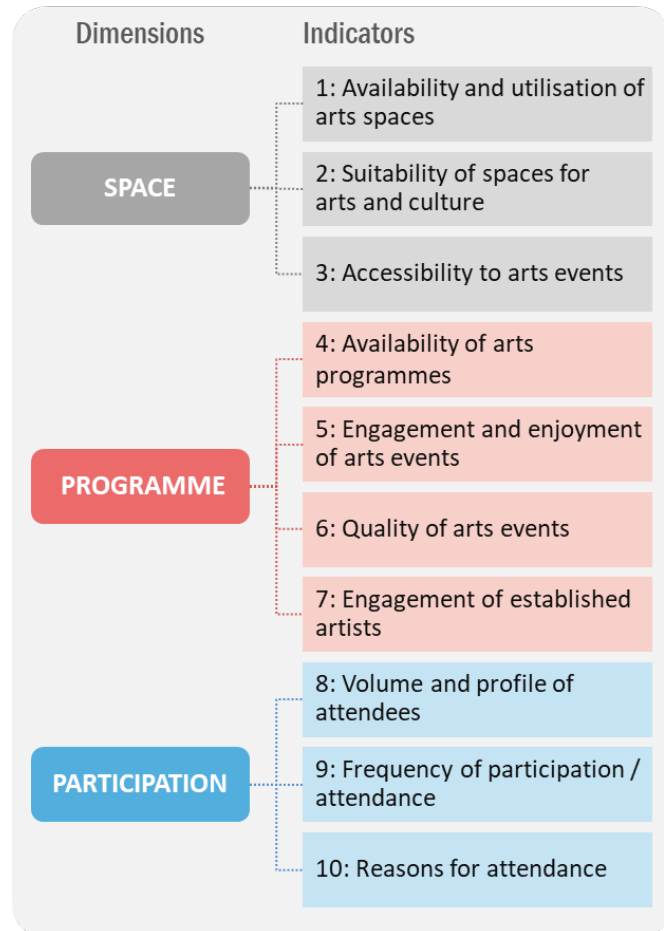 Dimensions
Indicators
SPACE
1: Availability and utilisation of
arts spaces
2: Suitability of spaces for
arts and culture
3: Accessibility to arts events
PROGRAMME
4: Availability of arts
programmes
5: Engagement and enjoyment
of arts events
6: Quality of arts events
7: Engagement of established
artists
PARTICIPATION
8: Volume and profile of
attendees
9: Frequency of participation /
attendance
10: Reasons for attendance